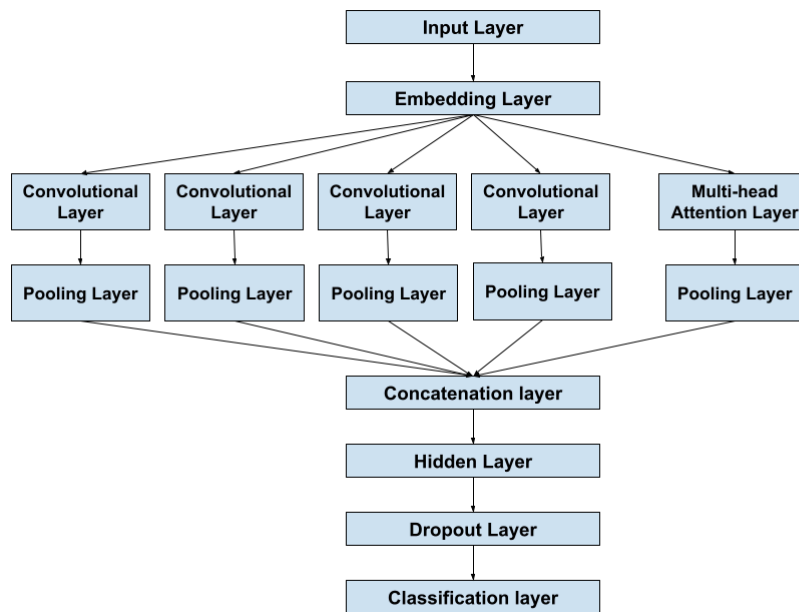 Input Layer
Embedding Layer
Convolutional
Layer
Convolutional
Layer
Convolutional
Layer
Convolutional
Layer
Multi-head
Attention Layer
Pooling Layer
Pooling Layer
Pooling Layer
Pooling Layer
Pooling Layer
Concatenation layer
Hidden Layer
Dropout Layer
Classification layer